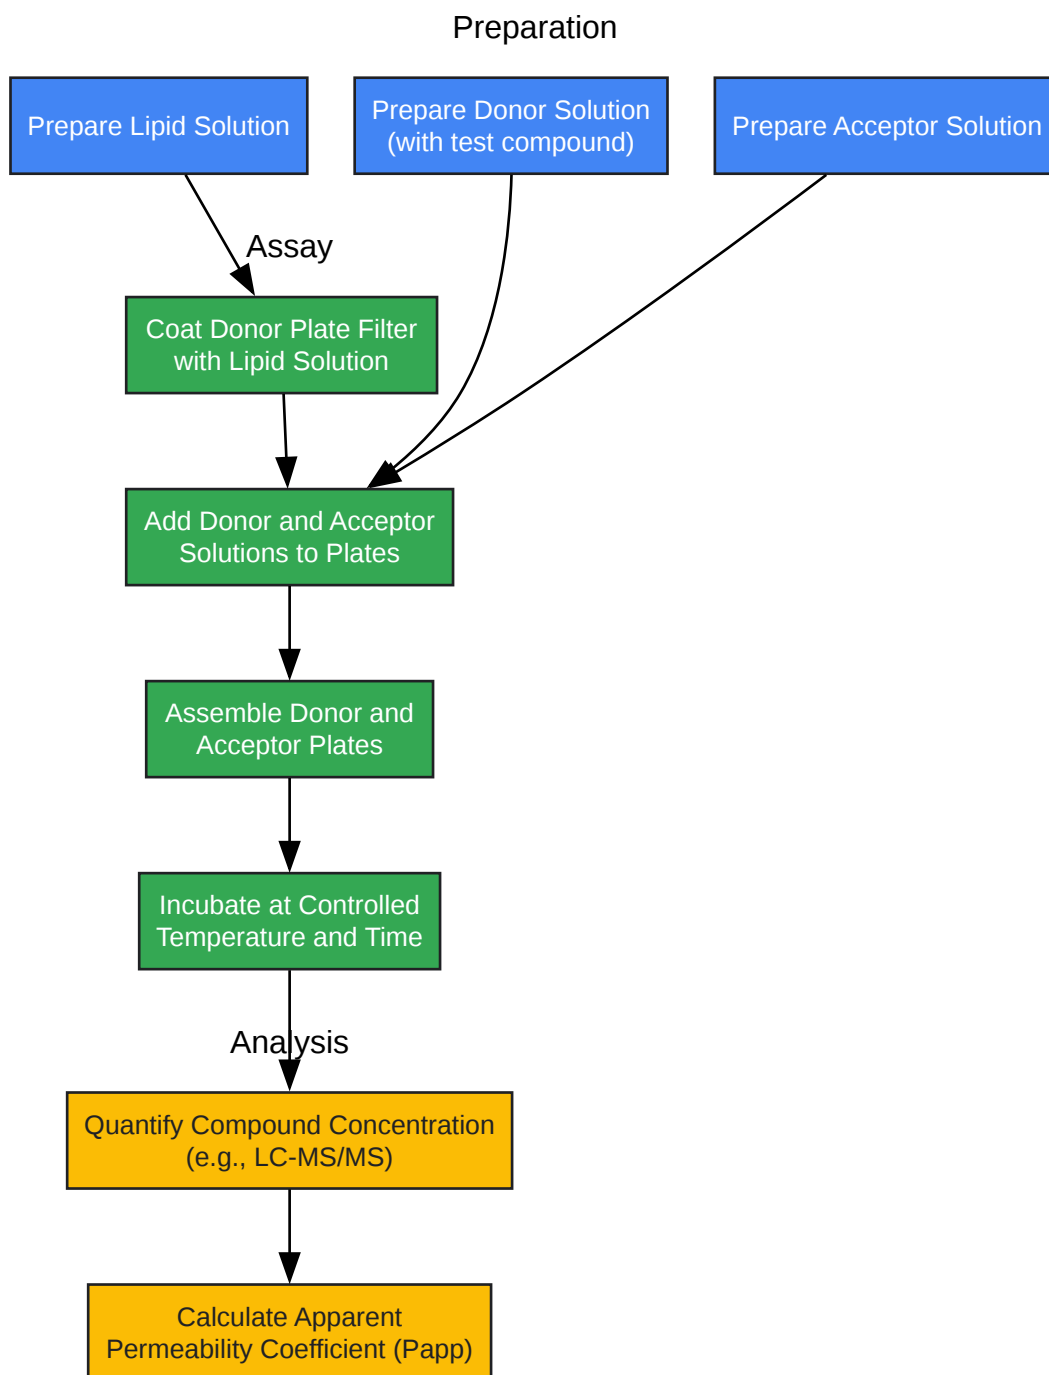 Preparation
Prepare Lipid Solution
Prepare Donor Solution
(with test compound)
Prepare Acceptor Solution
Assay
Coat Donor Plate Filter
with Lipid Solution
Add Donor and Acceptor
Solutions to Plates
Assemble Donor and
Acceptor Plates
Incubate at Controlled
Temperature and Time
Analysis
Quantify Compound Concentration
(e.g., LC-MS/MS)
Calculate Apparent
Permeability Coefficient (Papp)